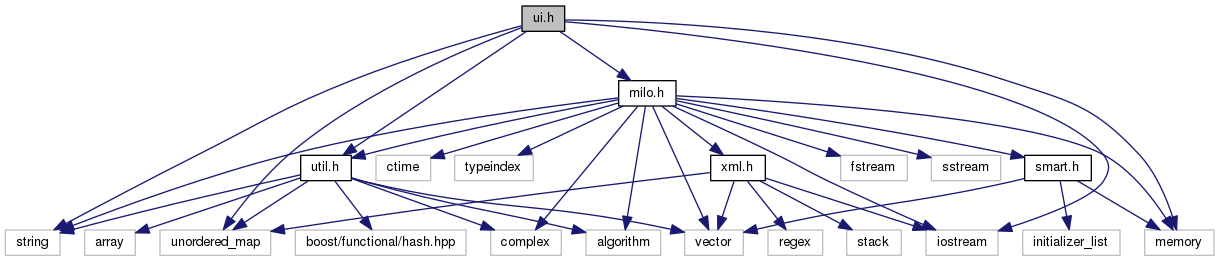 ui.h
milo.h
util.h
ctime
typeindex
xml.h
fstream
sstream
smart.h
string
array
unordered_map
boost/functional/hash.hpp
complex
algorithm
vector
regex
stack
iostream
initializer_list
memory